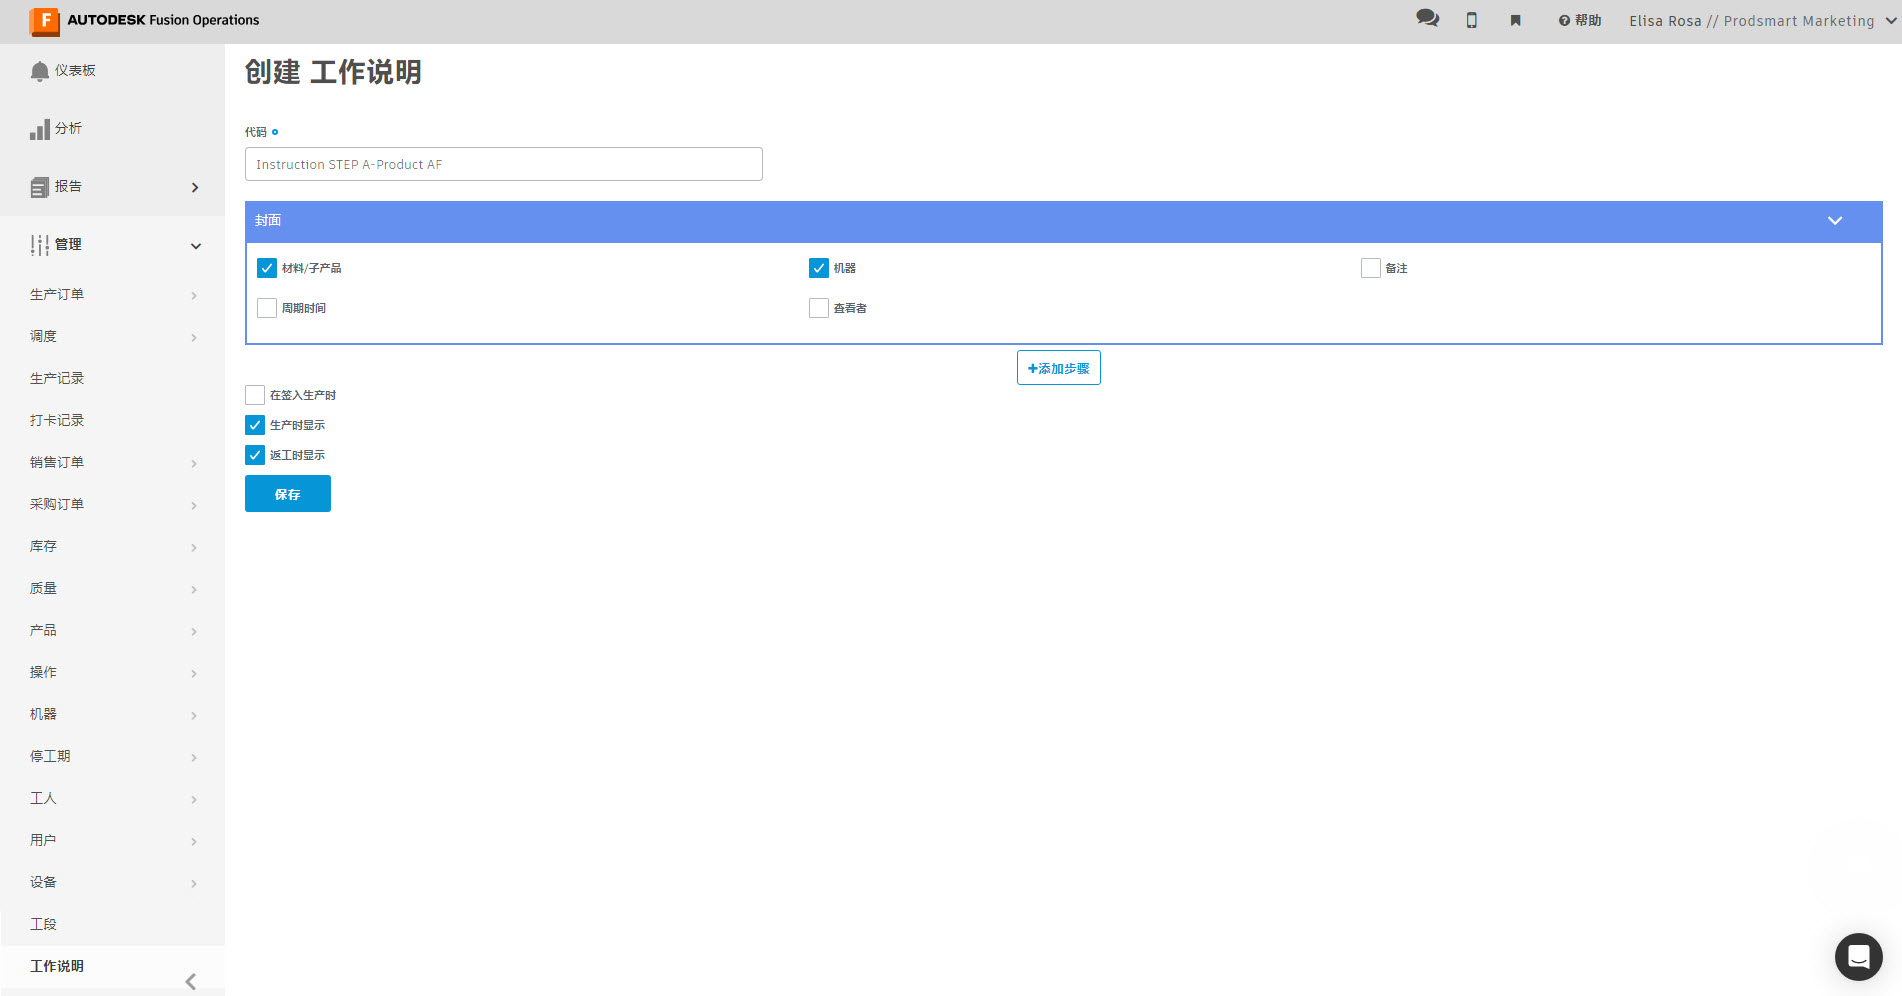 F AUTODESK Fusion Operations
帮助
Elisa Rosa // Prodsmart Marketing
仪表板
分析
报告
管理
生产订单
调度
生产记录
打卡记录
销售订单
采购订单
库存
质量
产品
操作
机器
停工期
工人
用户
设备
工段
工作说明
创建 工作说明
代码
Instruction STEP A-Product AF
封面
材料/子产品
机器
备注
周期时间
查看者
+添加步骤
在签入生产时
生产时显示
返工时显示
保存